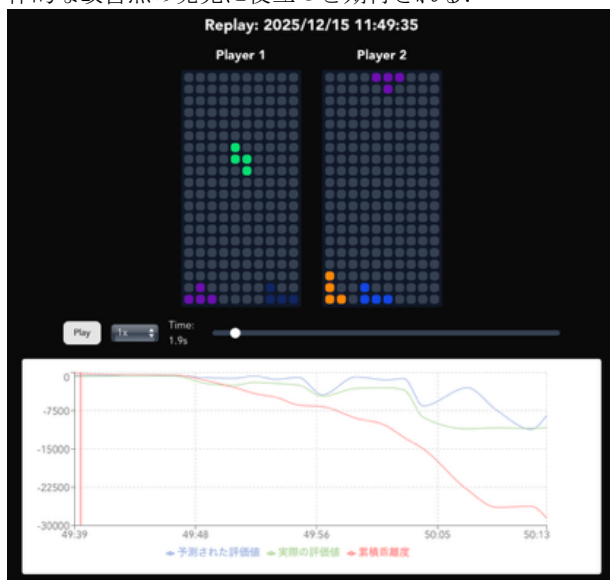 Replay: 2025/12/15 11:49:35
Player 1
Player 2
Play
1x
Time:
1.9s
0
-7500
-15000
-22500
-30000
49:39
49:48
49:56
50:05
50:13
予測された評価値
実際の評価値
累積乖離度